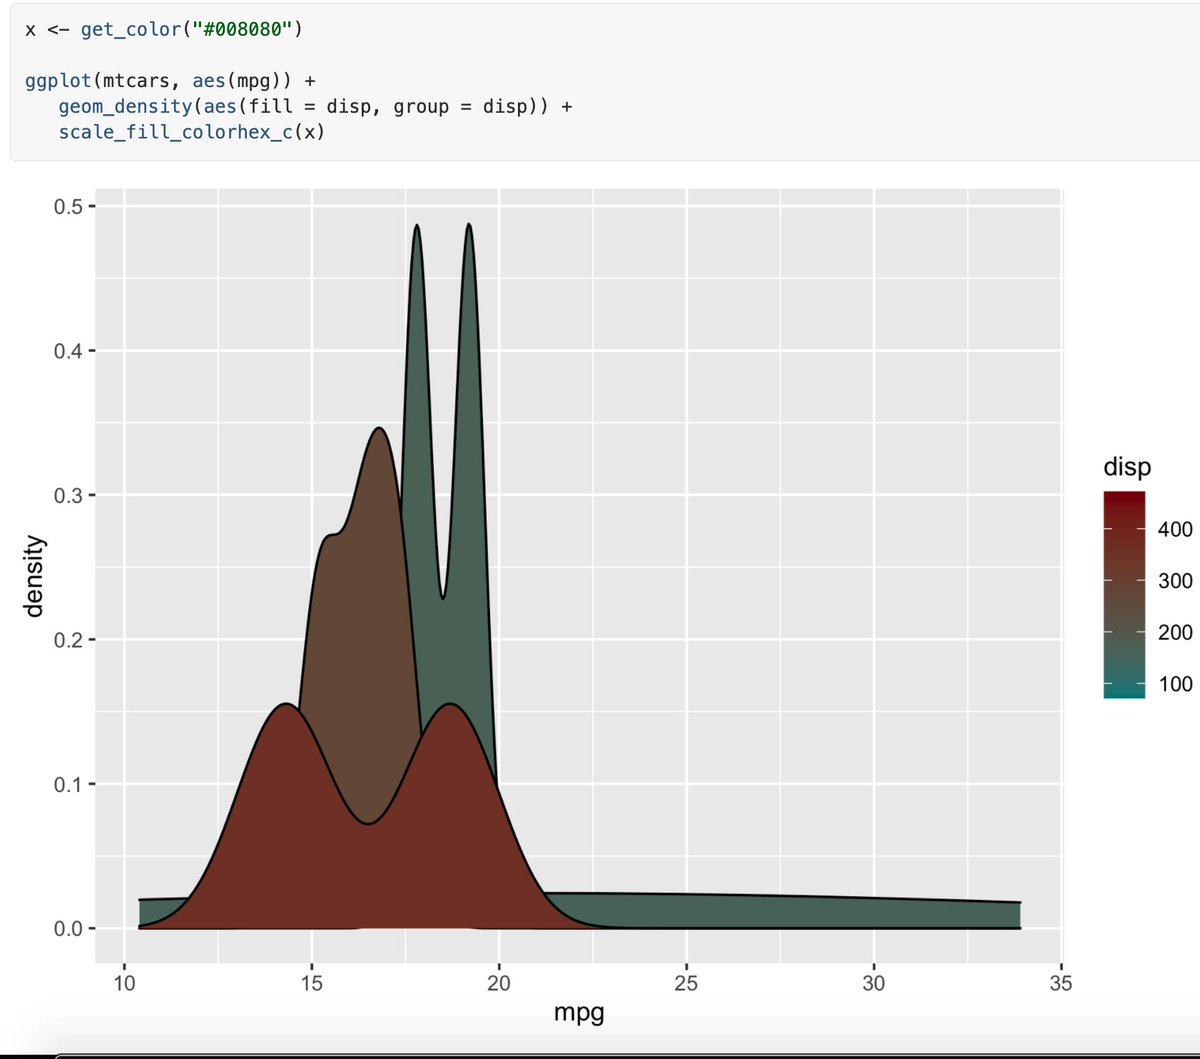 x <- get_color("#008080")
ggplot(mtcars, aes(mpg)) +
geom_density(aes(fill = disp, group = disp)) +
scale_fill_colorhex_c(x)
0.5
0.4
0.3
0.2
0.1
0.0
density
10 15 20 25 30 35
mpg
disp
400
300
200
100